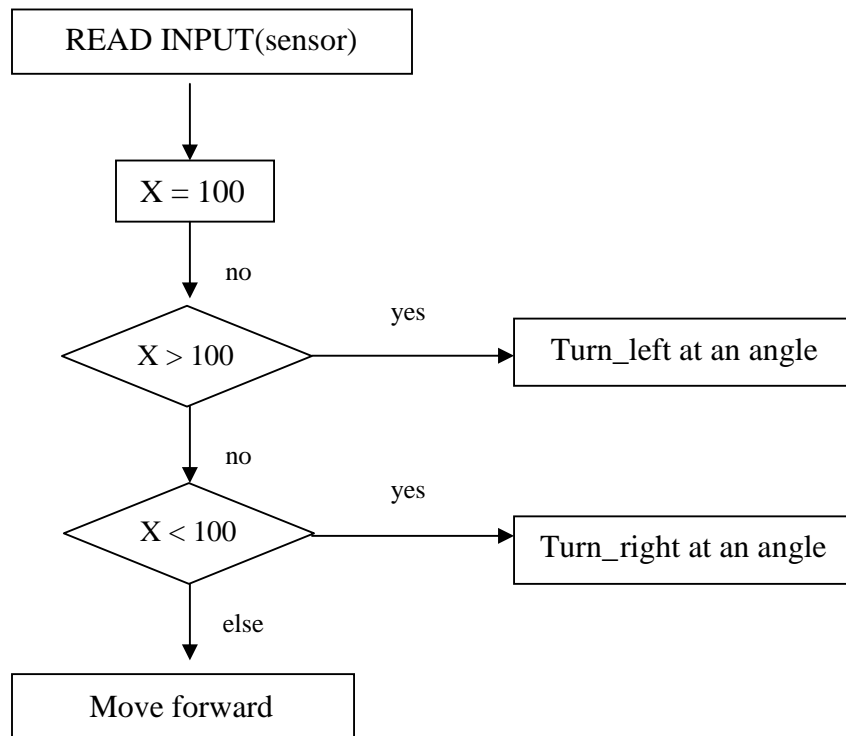 READ INPUT(sensor)
X = 100
no
X > 100
yes
Turn_left at an angle
no
X < 100
yes
Turn_right at an angle
else
Move forward